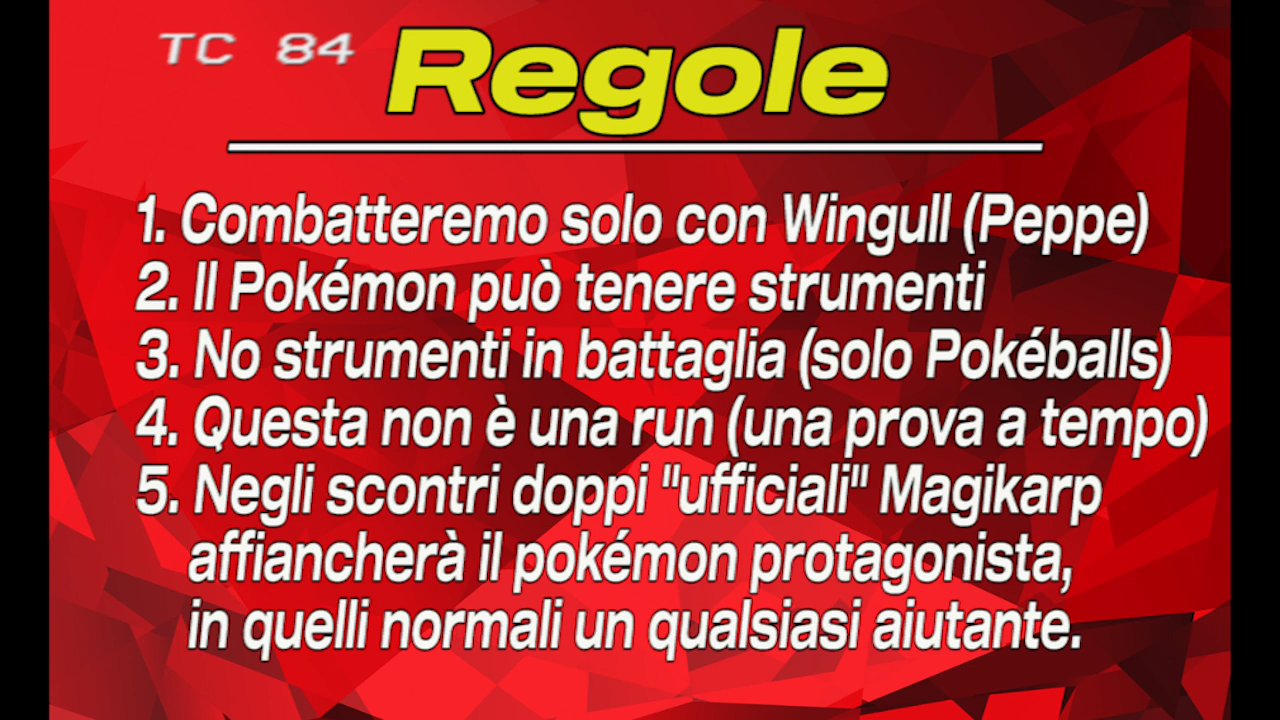 TC 84
Regole
1. Combatteremo solo con Wingull (Peppe)
2. Il Pokémon può tenere strumenti
3. No strumenti in battaglia (solo Pokéballs)
4. Questa non è una run (una prova a tempo)
5. Negli scontri doppi "ufficiali" Magikarp
affiancherà il pokémon protagonista,
in quelli normali un qualsiasi aiutante.